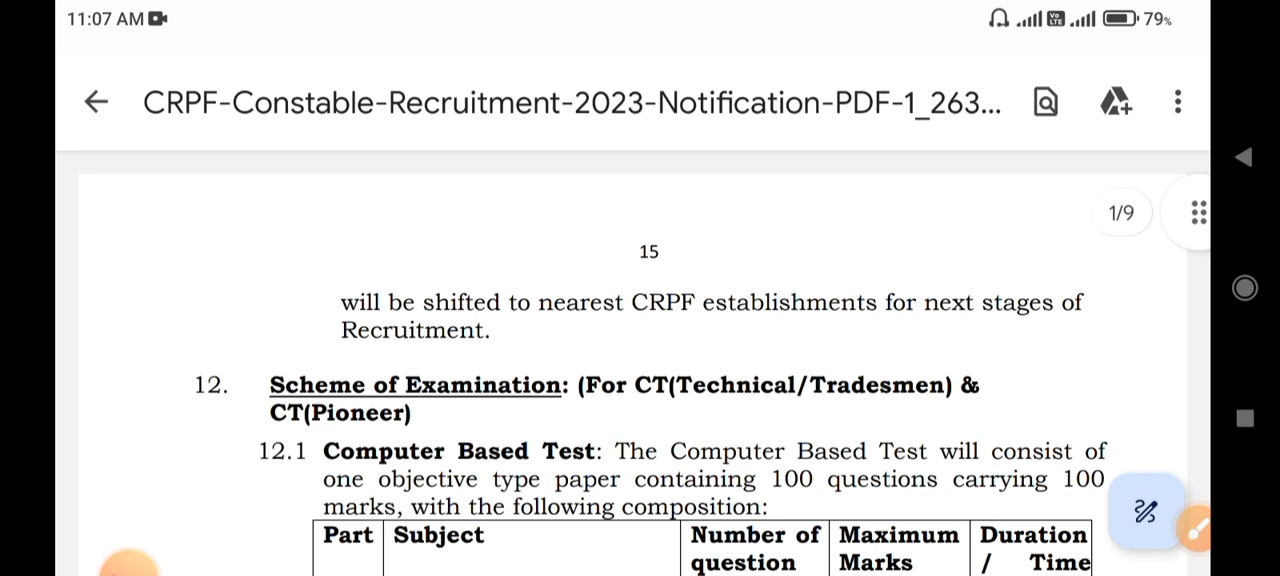 11:07 AM
Vo LTE 79%
CRPF-Constable-Recruitment-2023-Notification-PDF-1_263...
1/9
15
will be shifted to nearest CRPF establishments for next stages of
Recruitment.
12. Scheme of Examination: (For CT(Technical/Tradesmen) &
CT(Pioneer)
12.1 Computer Based Test: The Computer Based Test will consist of
one objective type paper containing 100 questions carrying 100
marks, with the following composition:
Part Subject Number of Maximum Duration
question Marks / Time